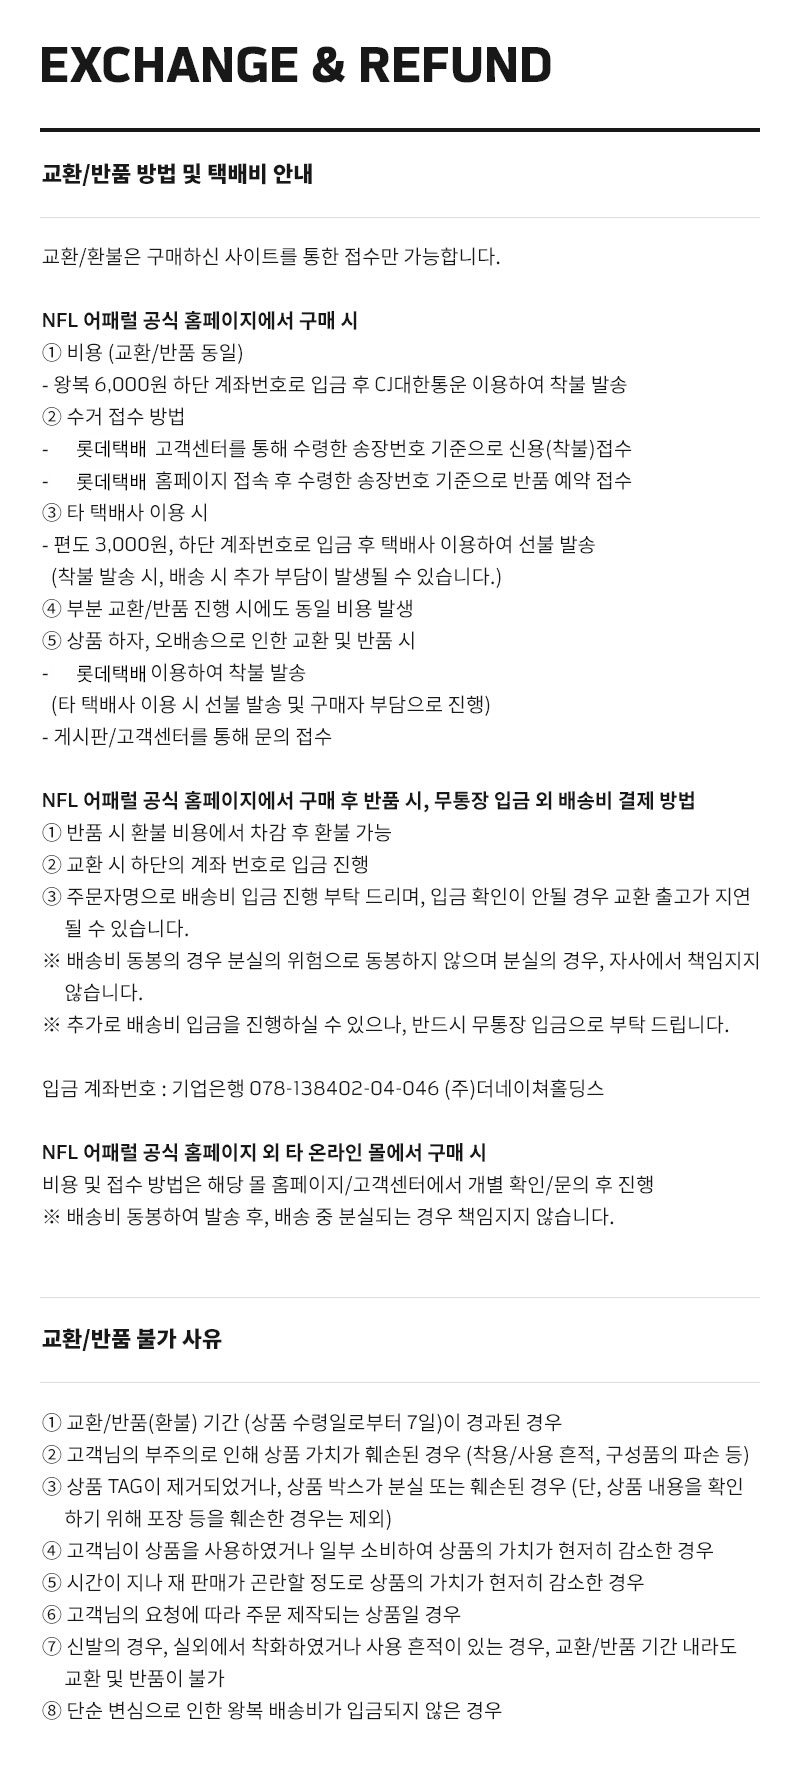 EXCHANGE & REFUND
교환/반품 방법 및 택배비 안내
교환/환불은 구매하신 사이트를 통한 접수만 가능합니다.
NFL 어패럴 공식 홈페이지에서 구매 시
① 비용 (교환/반품 동일)
- 왕복 6,000원 하단 계좌번호로 입금 후 CJ대한통운 이용하여 착불 발송
② 수거 접수 방법
- 롯데택배 고객센터를 통해 수령한 송장번호 기준으로 신용(착불)접수
- 롯데택배 홈페이지 접속 후 수령한 송장번호 기준으로 반품 예약 접수
③ 타 택배사 이용 시
- 편도 3,000원, 하단 계좌번호로 입금 후 택배사 이용하여 선불 발송
(착불 발송 시, 배송 시 추가 부담이 발생될 수 있습니다.)
④ 부분 교환/반품 진행 시에도 동일 비용 발생
⑤ 상품 하자, 오배송으로 인한 교환 및 반품 시
- 롯데택배 이용하여 착불 발송
(타 택배사 이용 시 선불 발송 및 구매자 부담으로 진행)
- 게시판/고객센터를 통해 문의 접수
NFL 어패럴 공식 홈페이지에서 구매 후 반품 시, 무통장 입금 외 배송비 결제 방법
① 반품 시 환불 비용에서 차감 후 환불 가능
② 교환 시 하단의 계좌 번호로 입금 진행
③ 주문자명으로 배송비 입금 진행 부탁 드리며, 입금 확인이 안될 경우 교환 출고가 지연
될 수 있습니다.
※ 배송비 동봉의 경우 분실의 위험으로 동봉하지 않으며 분실의 경우, 자사에서 책임지지
않습니다.
※ 추가로 배송비 입금을 진행하실 수 있으나, 반드시 무통장 입금으로 부탁 드립니다.
입금 계좌번호 : 기업은행 078-138402-04-046 (주)더네이쳐홀딩스
NFL 어패럴 공식 홈페이지 외 타 온라인 몰에서 구매 시
비용 및 접수 방법은 해당 몰 홈페이지/고객센터에서 개별 확인/문의 후 진행
※ 배송비 동봉하여 발송 후, 배송 중 분실되는 경우 책임지지 않습니다.
교환/반품 불가 사유
① 교환/반품(환불) 기간 (상품 수령일로부터 7일)이 경과된 경우
② 고객님의 부주의로 인해 상품 가치가 훼손된 경우 (착용/사용 흔적, 구성품의 파손 등)
③ 상품 TAG이 제거되었거나, 상품 박스가 분실 또는 훼손된 경우 (단, 상품 내용을 확인
하기 위해 포장 등을 훼손한 경우는 제외)
④ 고객님이 상품을 사용하였거나 일부 소비하여 상품의 가치가 현저히 감소한 경우
⑤ 시간이 지나 재 판매가 곤란할 정도로 상품의 가치가 현저히 감소한 경우
⑥ 고객님의 요청에 따라 주문 제작되는 상품일 경우
⑦ 신발의 경우, 실외에서 착화하였거나 사용 흔적이 있는 경우, 교환/반품 기간 내라도
교환 및 반품이 불가
⑧ 단순 변심으로 인한 왕복 배송비가 입금되지 않은 경우